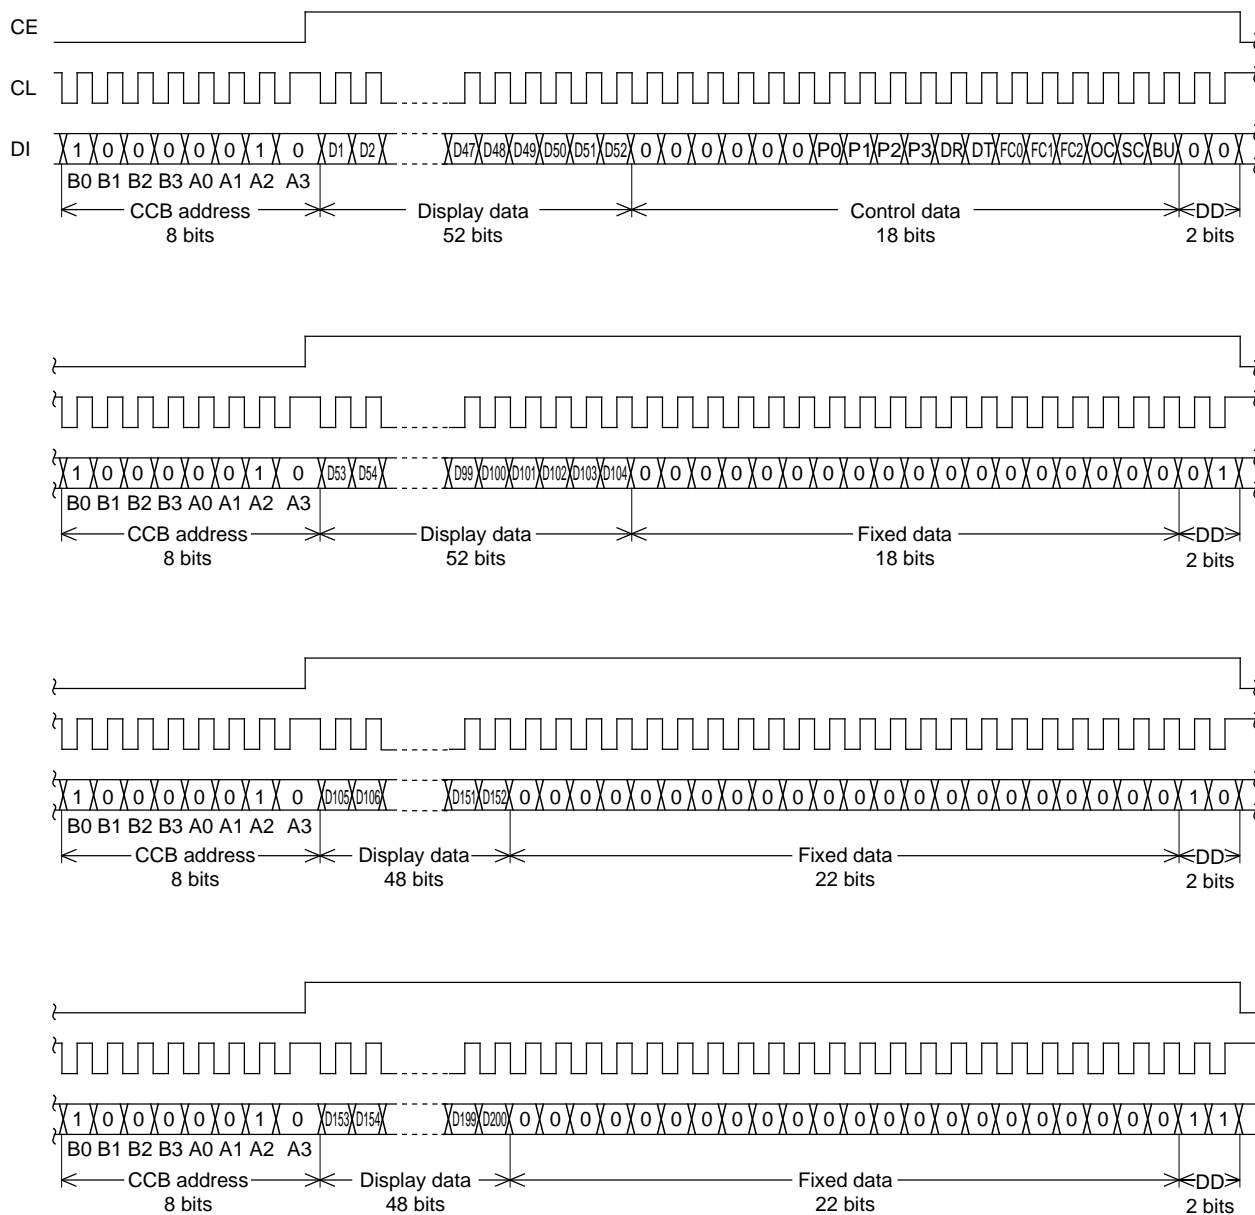 CE
CL
DI 1 0 0 0 0 0 1 0 D1 D2 D47 D48 D49 D50 D51 D52 0 0 0 0 0 0 P0 P1 P2 P3 DR DT FC0 FC1 FC2 OC SC BU 0 0
B0 B1 B2 B3 A0 A1 A2 A3
CCB address Display data Control data DD
8 bits 52 bits 18 bits 2 bits
1 0 0 0 0 0 1 0 D53 D54 D99 D100 D101 D102 D103 D104 0 0 0 0 0 0 0 0 0 0 0 0 0 0 0 0 0 0 0 1
B0 B1 B2 B3 A0 A1 A2 A3
CCB address Display data Fixed data DD
8 bits 52 bits 18 bits 2 bits
1 0 0 0 0 0 1 0 D105 D106 D151 D152 0 0 0 0 0 0 0 0 0 0 0 0 0 0 0 0 0 0 0 0 0 0 1 0
B0 B1 B2 B3 A0 A1 A2 A3
CCB address Display data Fixed data DD
8 bits 48 bits 22 bits 2 bits
1 0 0 0 0 0 1 0 D153 D154 D199 D200 0 0 0 0 0 0 0 0 0 0 0 0 0 0 0 0 0 0 0 0 0 0 1 1
B0 B1 B2 B3 A0 A1 A2 A3
CCB address Display data Fixed data DD
8 bits 48 bits 22 bits 2 bits